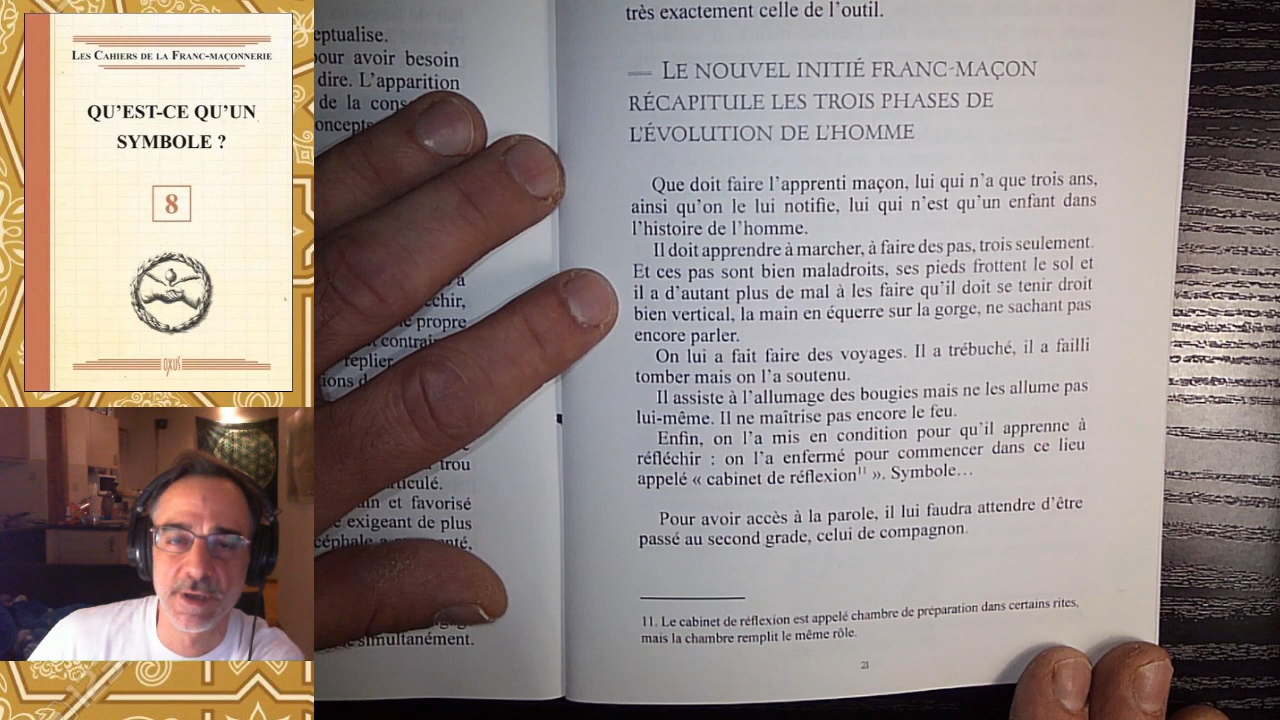 LES CAHIERS DE LA FRANC-MAÇONNERIE
QU'EST-CE QU'UN
SYMBOLE ?
8
OXUS
pour avoir besoin
dire. L'apparition
de la
propre
replier
trou
et favorisé
exigeant de plus
simultanément.
très exactement celle de l'outil.
— LE NOUVEL INITIÉ FRANC-MAÇON
RÉCAPITULE LES TROIS PHASES DE
L'ÉVOLUTION DE L'HOMME
Que doit faire l'apprenti maçon, lui qui n'a que trois ans,
ainsi qu'on le lui notifie, lui qui n'est qu'un enfant dans
l'histoire de l'homme.
Il doit apprendre à marcher, à faire des pas, trois seulement.
Et ces pas sont bien maladroits, ses pieds frottent le sol et
il a d'autant plus de mal à les faire qu'il doit se tenir droit
bien vertical, la main en équerre sur la gorge, ne sachant pas
encore parler.
On lui a fait faire des voyages. Il a trébuché, il a failli
tomber mais on l'a soutenu.
Il assiste à l'allumage des bougies mais ne les allume pas
lui-même. Il ne maîtrise pas encore le feu.
Enfin, on l'a mis en condition pour qu'il apprenne à
réfléchir : on l'a enfermé pour commencer dans ce lieu
appelé « cabinet de réflexion¹¹ ». Symbole…
Pour avoir accès à la parole, il lui faudra attendre d'être
passé au second grade, celui de compagnon.
11. Le cabinet de réflexion est appelé chambre de préparation dans certains rites,
mais la chambre remplit le même rôle.
21